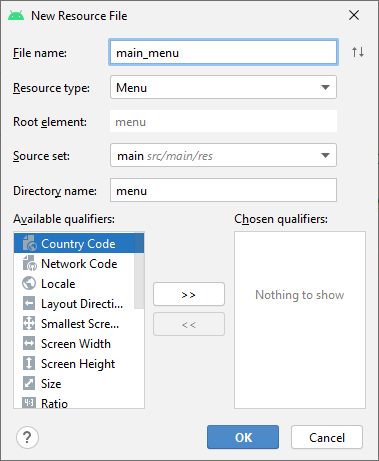 New Resource File
File name: main_menu
Resource type: Menu
Root element: menu
Source set: main src/main/res
Directory name: menu
Available qualifiers: Chosen qualifiers:
Country Code
Network Code
Locale
Layout Directi...
Smallest Scre...
Screen Width
Screen Height
Size
Ratio
>>
<<
Nothing to show
? OK Cancel